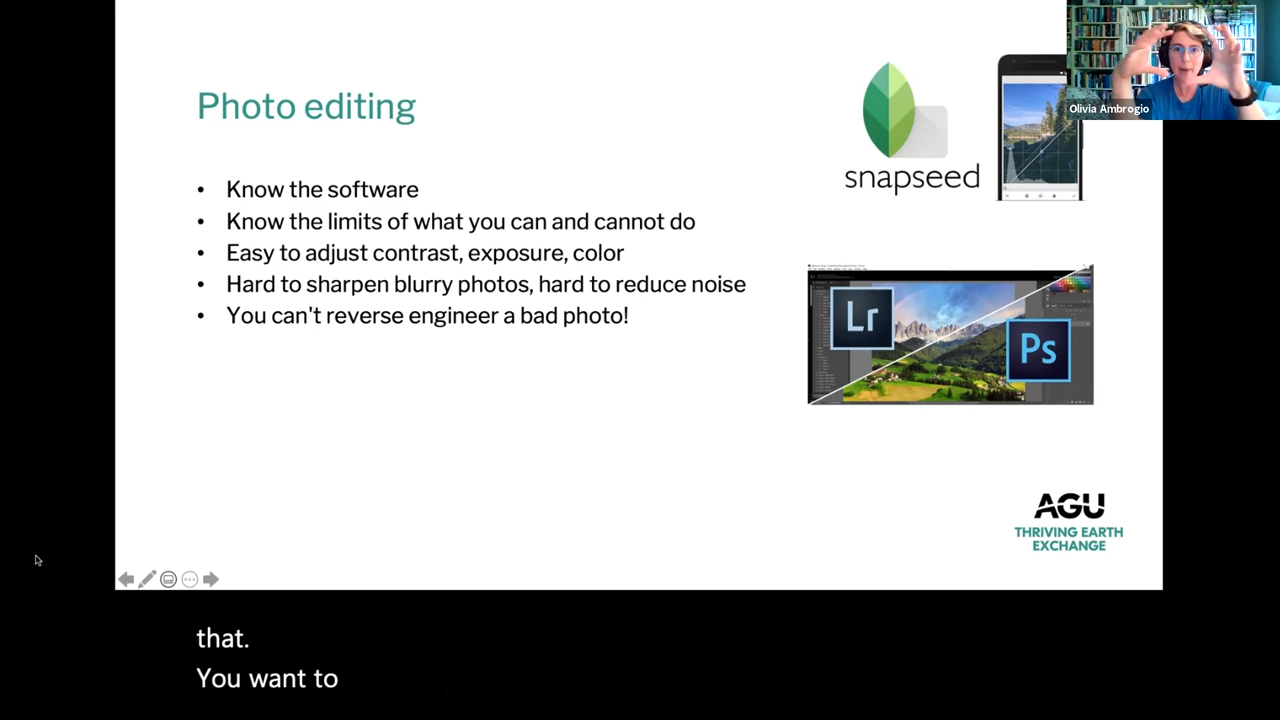 Photo editing
• Know the software
• Know the limits of what you can and cannot do
• Easy to adjust contrast, exposure, color
• Hard to sharpen blurry photos, hard to reduce noise
• You can't reverse engineer a bad photo!
snapseed
Olivia Ambrogio
Lr
Ps
AGU
THRIVING EARTH
EXCHANGE
that.
You want to